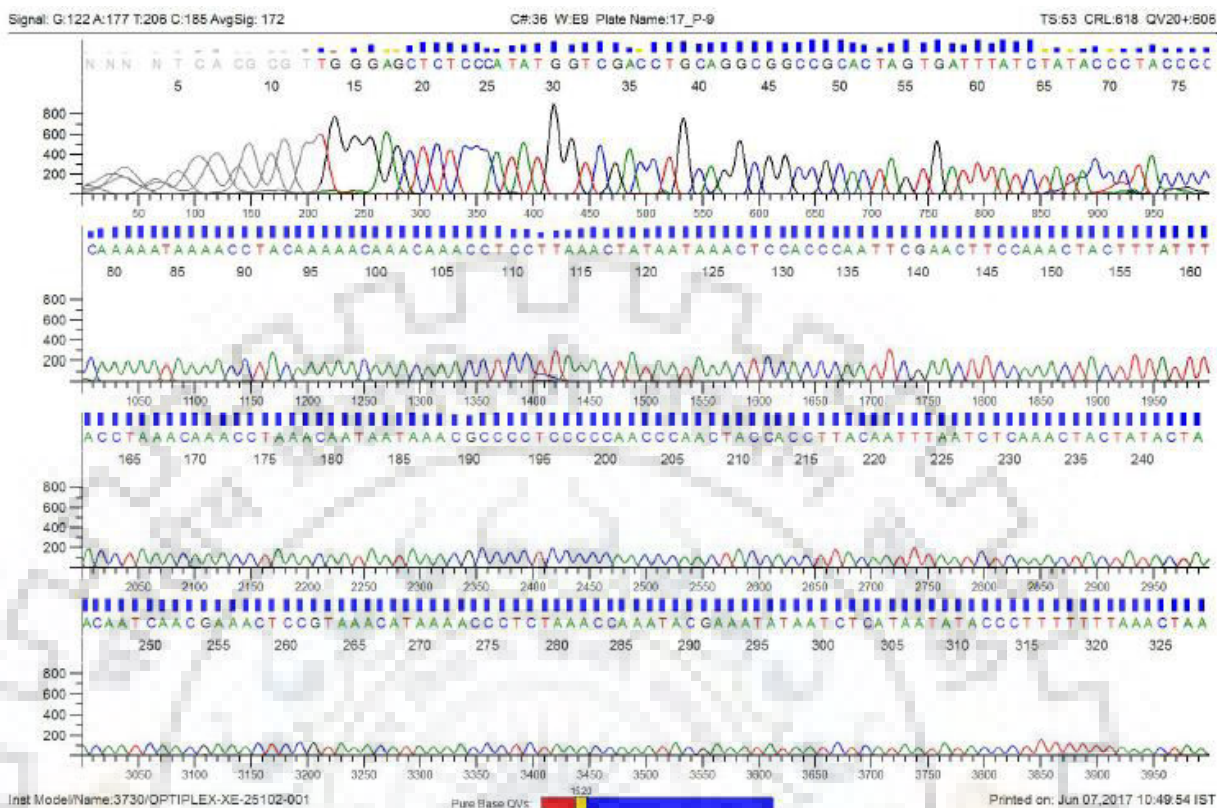 Signal: G:122 A:177 T:206 C:185 AvgSig: 172 C#:36 W:E9 Plate Name:17_P-9 TS:53 CRL:618 QV20+:606
N N N N T C A C G C G T T G G G A G C T C T C C C A T A T G G T C G A C C T G C A G G C G G C C G C A C T A G T G A T T T A T C T A T A C C C T A C C C C
5 10 15 20 25 30 35 40 45 50 55 60 65 70 75
800
600
400
200
50 100 150 200 250 300 350 400 450 500 550 600 650 700 750 800 850 900 950
CAAAAATAAAACCTACAAAAACAAACAAACCTCCTTAAACTATAATAAACTCCACCCAATTCGAACTTCCAAACTACTTTATTT
80 85 90 95 100 105 110 115 120 125 130 135 140 145 150 155 160
800
600
400
200
1050 1100 1150 1200 1250 1300 1350 1400 1450 1500 1550 1600 1650 1700 1750 1800 1850 1900 1950
ACCTAAACAAACCTAAACAATAATAAACGCCCCTCCCCCAACCCAACTACCACCTTACAATTTAATCTCAAACTACTATACTA
165 170 175 180 185 190 195 200 205 210 215 220 225 230 235 240
800
600
400
200
2050 2100 2150 2200 2250 2300 2350 2400 2450 2500 2550 2600 2650 2700 2750 2800 2850 2900 2950
ACAATCAACGAAACTCCGTAAACATAAAACCCTCTAAACCAAATACGAAATATAATCTCATAATATACCCTTTTTTTAAACTAA
250 255 260 265 270 275 280 285 290 295 300 305 310 315 320 325
800
600
400
200
3050 3100 3150 3200 3250 3300 3350 3400 3450 3500 3550 3600 3650 3700 3750 3800 3850 3900 3950
Inst Model/Name:3730/OPTIPLEX-XE-25102-001 Pure Base QVs: 15 20 Printed on: Jun 07,2017 10:49:54 IST